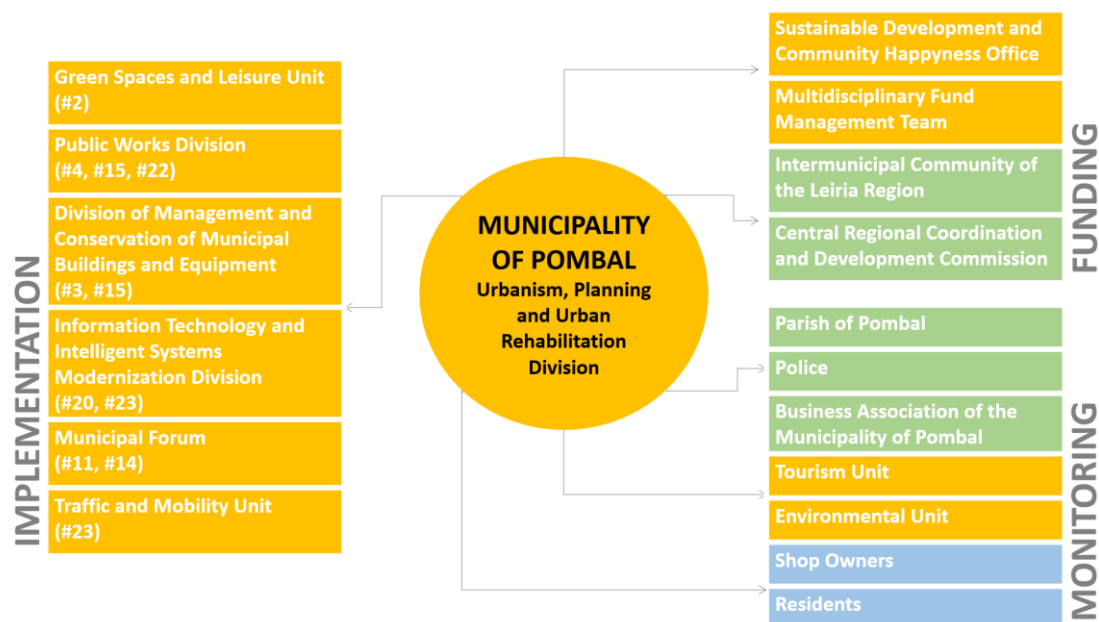 IMPLEMENTATION
Green Spaces and Leisure Unit
(#2)
Public Works Division
(#4, #15, #22)
Division of Management and
Conservation of Municipal
Buildings and Equipment
(#3, #15)
Information Technology and
Intelligent Systems
Modernization Division
(#20, #23)
Municipal Forum
(#11, #14)
Traffic and Mobility Unit
(#23)
MUNICIPALITY
OF POMBAL
Urbanism, Planning
and Urban
Rehabilitation
Division
Sustainable Development and
Community Happyness Office
Multidisciplinary Fund
Management Team
Intermunicipal Community of
the Leiria Region
Central Regional Coordination
and Development Commission
FUNDING
Parish of Pombal
Police
Business Association of the
Municipality of Pombal
Tourism Unit
Environmental Unit
Shop Owners
Residents
MONITORING